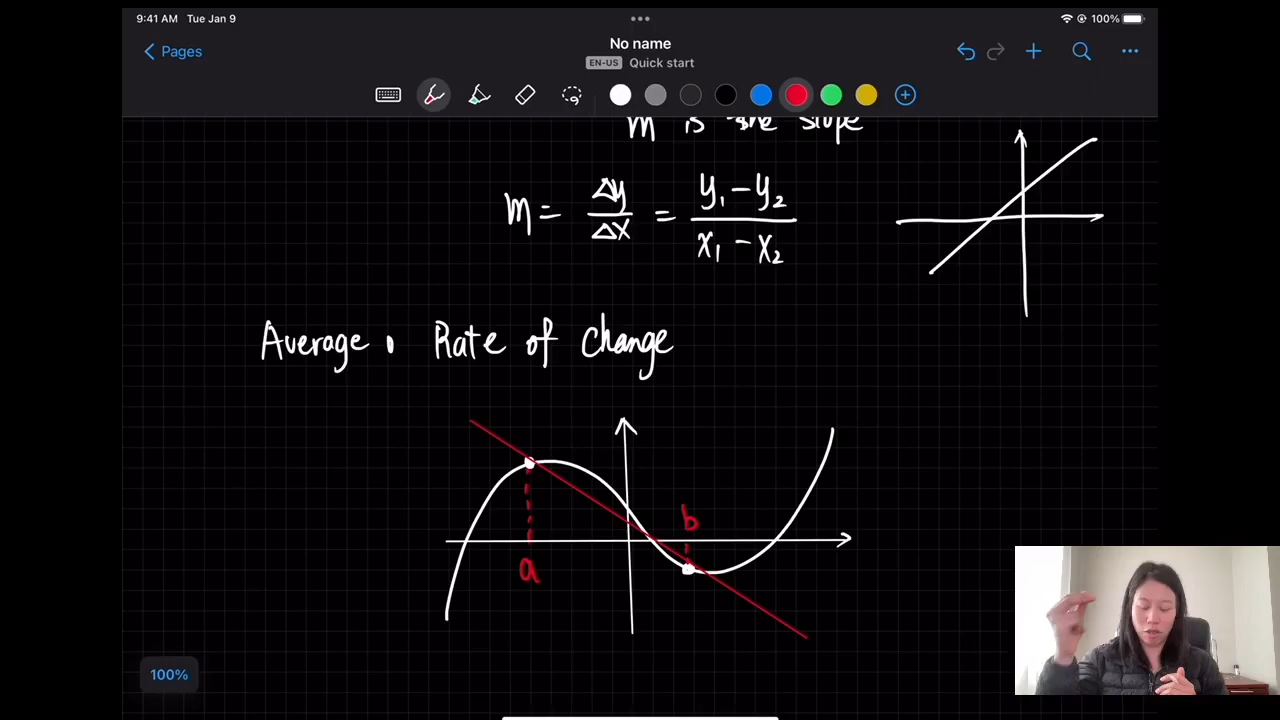 9:41 AM Tue Jan 9
100%
Pages
No name
EN-US Quick start
m is the slope
m = Δy/Δx = y₁-y₂/x₁-x₂
Average Rate of Change
b
a
100%